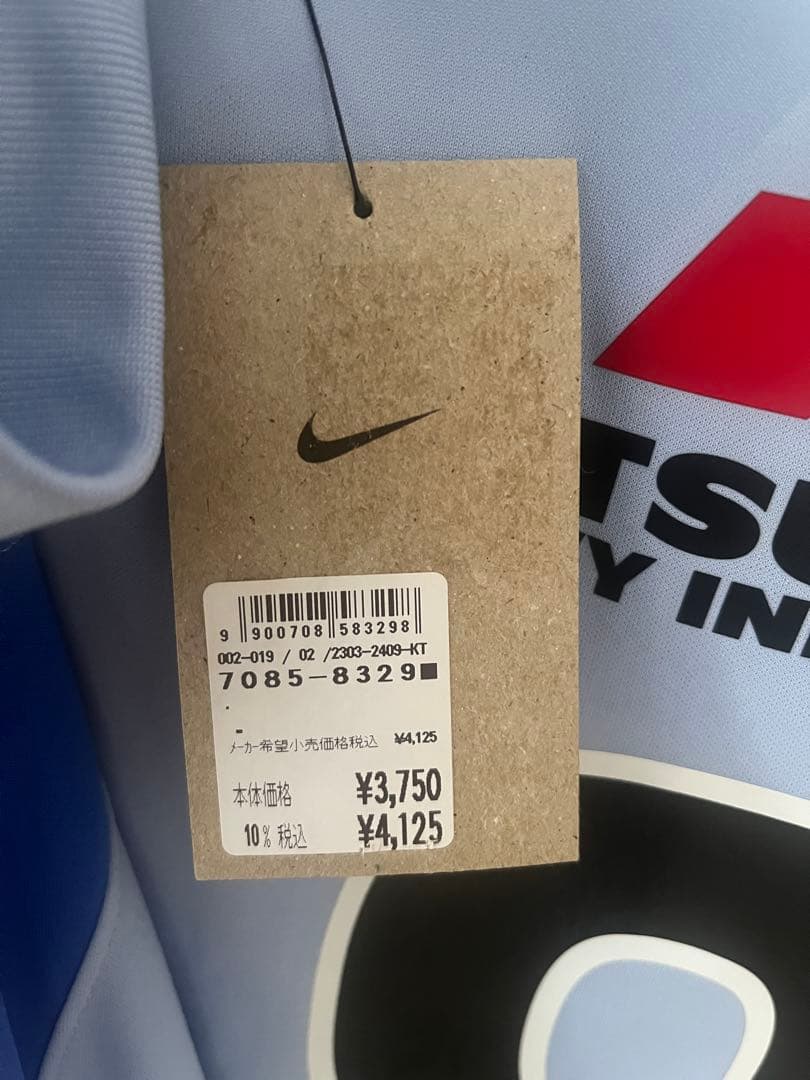 TSU
Y IN
9 900708 583298
002-019 / 02 /2303-2409-KT
7085-8329■
メーカー希望小売価格税込 ¥4,125
本体価格 ¥3,750
10% 税込 ¥4,125